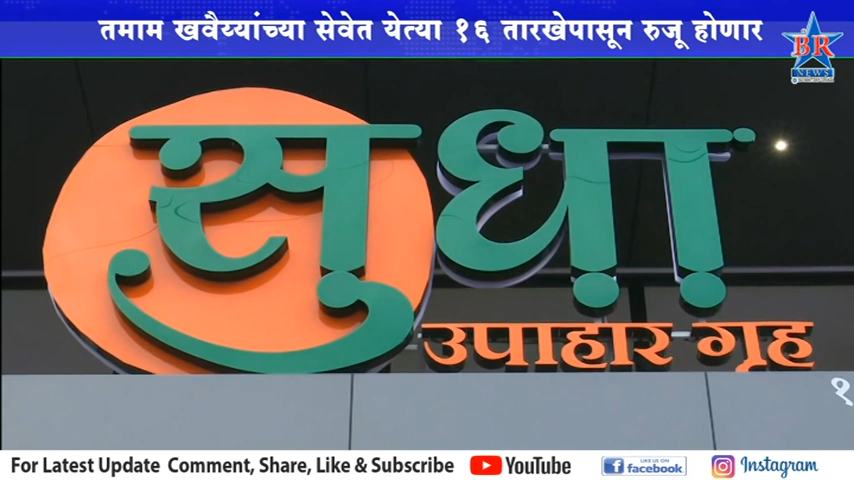 तमाम खवैय्यांच्या सेवेत येत्या १६ तारखेपासून रुजू होणार
BR
NEWS
सुधा
उपाहार गृह
१
For Latest Update Comment, Share, Like & Subscribe
YouTube
LIKE US ON
facebook
Instagram